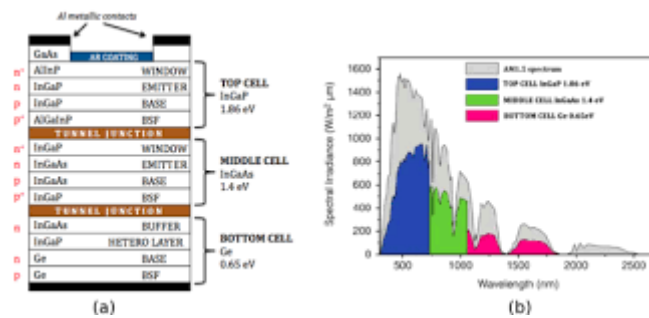 Al metallic contacts
GaAs
AR COATING
n⁺ AlInP WINDOW
n InGaP EMITTER
p InGaP BASE
p⁺ AlGaInP BSF
TOP CELL
InGaP
1.86 eV
TUNNEL JUNCTION
n⁺ InGaP WINDOW
n InGaAs EMITTER
p InGaAs BASE
p⁺ InGaP BSF
MIDDLE CELL
InGaAs
1.4 eV
TUNNEL JUNCTION
n InGaAs BUFFER
InGaP HETERO LAYER
n Ge BASE
p Ge BSF
BOTTOM CELL
Ge
0.65 eV
(a)
Spectral Irradiance (W/m² µm)
1600
1400
1200
1000
800
600
400
200
0
AM1.5 spectrum
TOP CELL InGaP 1.86 eV
MIDDLE CELL InGaAs 1.4 eV
BOTTOM CELL Ge 0.65eV
500 1000 1500 2000 2500
Wavelength (nm)
(b)